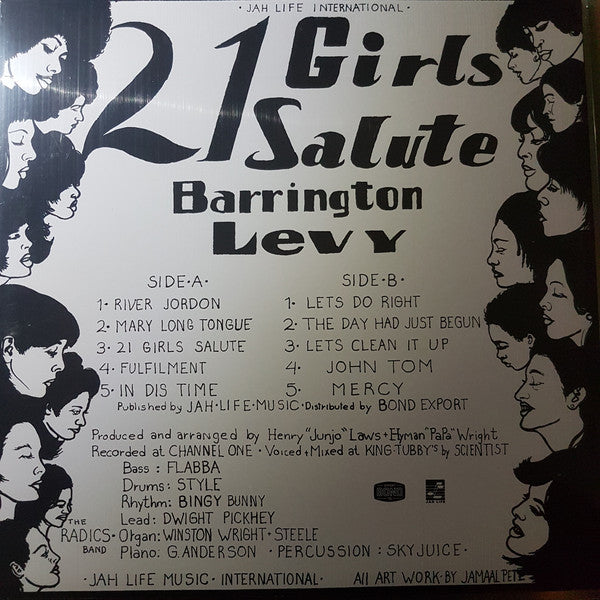 · JAH LIFE INTERNATIONAL ·
21 Girls
Salute
Barrington
Levy
SIDE·A·
1· RIVER JORDON
2· MARY LONG TONGUE
3· 21 GIRLS SALUTE
4· FULFILMENT
5· IN DIS TIME
SIDE·B·
1· LETS DO RIGHT
2· THE DAY HAD JUST BEGUN
3· LETS CLEAN IT UP
4· JOHN TOM
5· MERCY
Published by JAH·LIFE·MUSIC·Distributed by BOND EXPORT
Produced and arranged by Henry "Junjo" Laws + Hyman "PaPa" Wright
Recorded at CHANNEL ONE · Voiced + Mixed at KING·TUBBY'S by SCIENTIST
Bass : FLABBA
Drums: STYLE
Rhythm: BINGY BUNNY
Lead: DWIGHT PICKHEY
THE RADICS· BAND
Organ: WINSTON WRIGHT · STEELE
Piano: G.ANDERSON · PERCUSSION : SKYJUICE ·
· JAH LIFE MUSIC · INTERNATIONAL ·
All ART WORK·BY JAMAAL PETE